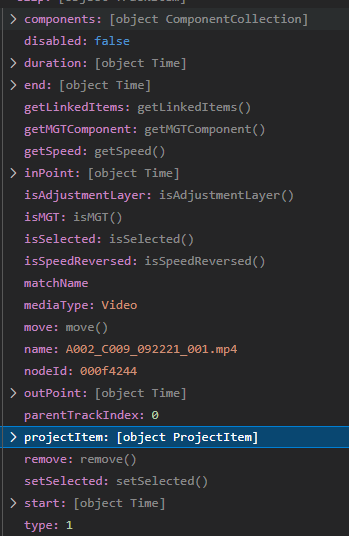 components: [object ComponentCollection]
disabled: false
duration: [object Time]
end: [object Time]
getLinkedItems: getLinkedItems()
getMGTComponent: getMGTComponent()
getSpeed: getSpeed()
inPoint: [object Time]
isAdjustmentLayer: isAdjustmentLayer()
isMGT: isMGT()
isSelected: isSelected()
isSpeedReversed: isSpeedReversed()
matchName
mediaType: Video
move: move()
name: A002_C009_092221_001.mp4
nodeId: 000f4244
outPoint: [object Time]
parentTrackIndex: 0
projectItem: [object ProjectItem]
remove: remove()
setSelected: setSelected()
start: [object Time]
type: 1